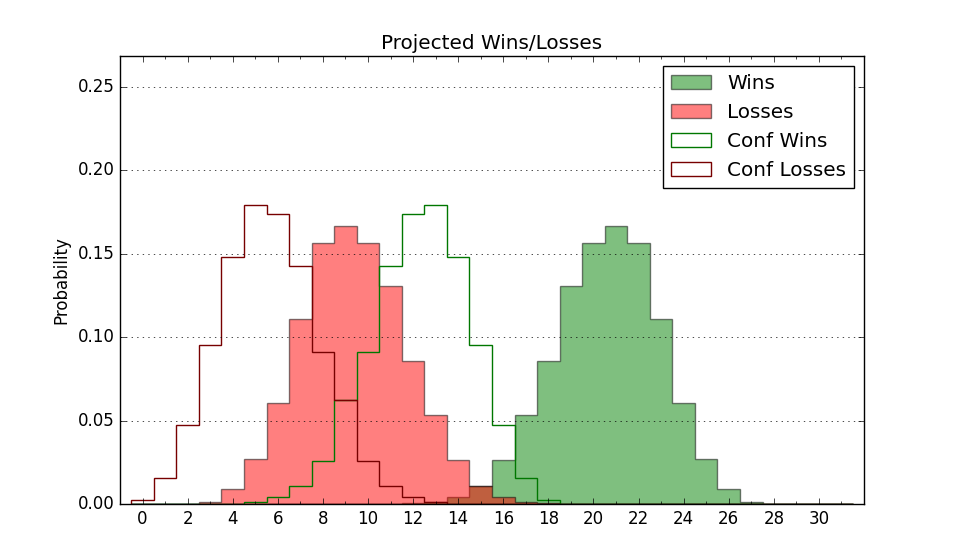 Projected Wins/Losses
Wins
Losses
Conf Wins
Conf Losses
Probability
0.25
0.20
0.15
0.10
0.05
0.00
0 2 4 6 8 10 12 14 16 18 20 22 24 26 28 30